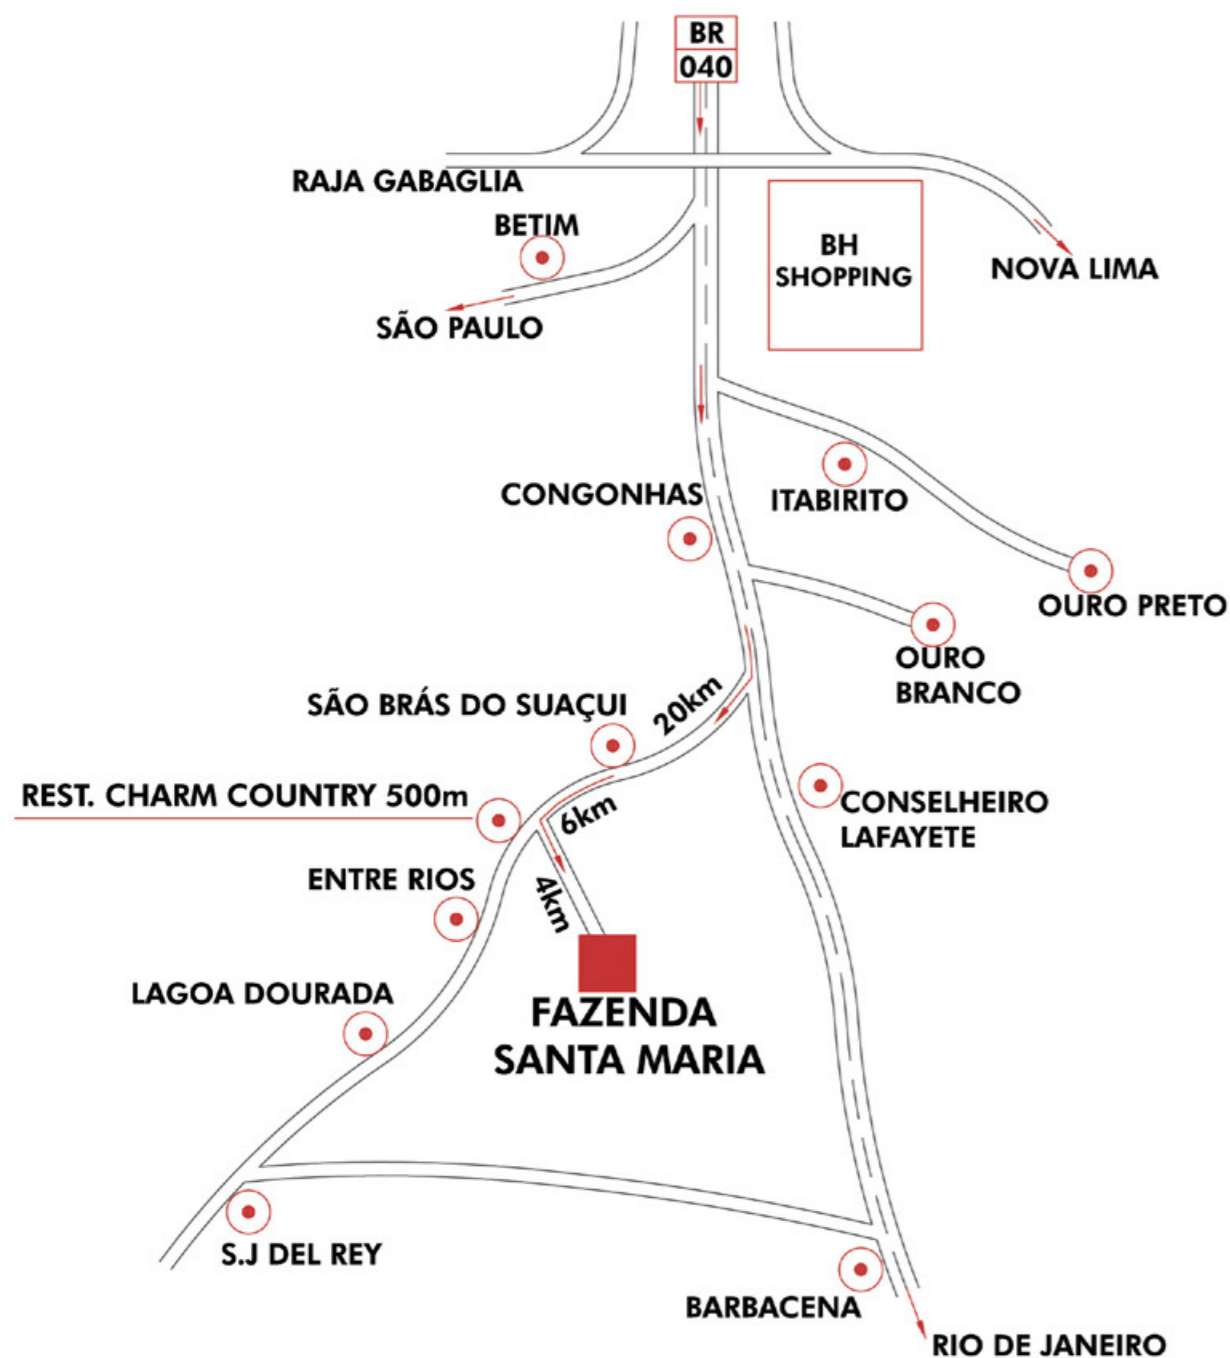 BR
040
RAJA GABAGLIA
BETIM
BH
SHOPPING
NOVA LIMA
SÃO PAULO
CONGONHAS
ITABIRITO
OURO PRETO
OURO
BRANCO
SÃO BRÁS DO SUAÇUI
20km
REST. CHARM COUNTRY 500m
6km
CONSELHEIRO
LAFAYETE
ENTRE RIOS
4km
LAGOA DOURADA
FAZENDA
SANTA MARIA
S.J DEL REY
BARBACENA
RIO DE JANEIRO